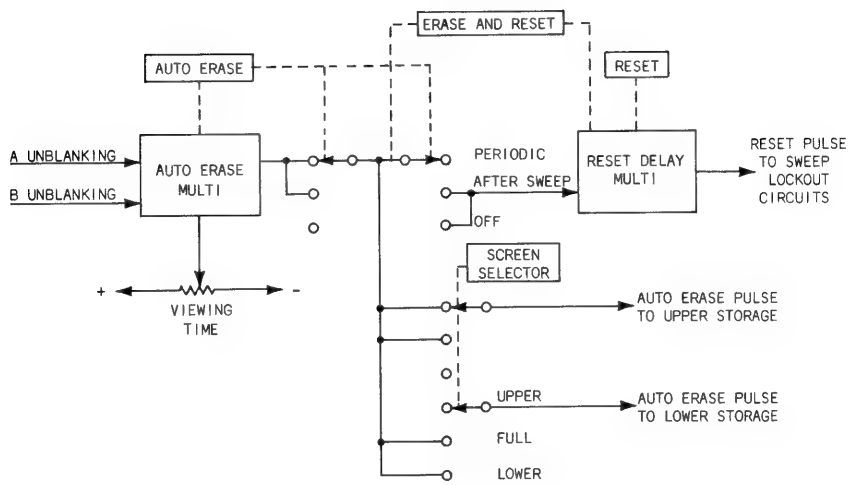 ERASE AND RESET
AUTO ERASE
RESET
A UNBLANKING
B UNBLANKING
AUTO ERASE
MULTI
PERIODIC
AFTER SWEEP
OFF
RESET DELAY
MULTI
RESET PULSE
TO SWEEP
LOCKOUT
CIRCUITS
+
-
VIEWING
TIME
SCREEN
SELECTOR
AUTO ERASE PULSE
TO UPPER STORAGE
UPPER
FULL
LOWER
AUTO ERASE PULSE
TO LOWER STORAGE